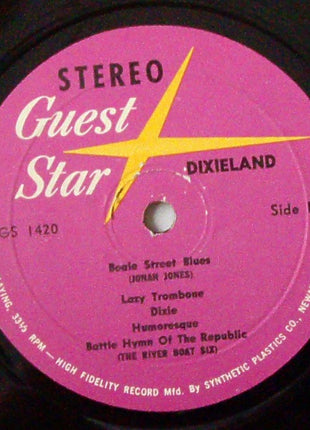 STEREO
Guest
Star
DIXIELAND
GS 1420
Side
Beale Street Blues
(JONAH JONES)
Lazy Trombone
Dixie
Humoresque
Battle Hymn Of The Republic
(THE RIVER BOAT SIX)
33⅓ RPM — HIGH FIDELITY RECORD Mfd. By SYNTHETIC PLASTICS CO.,